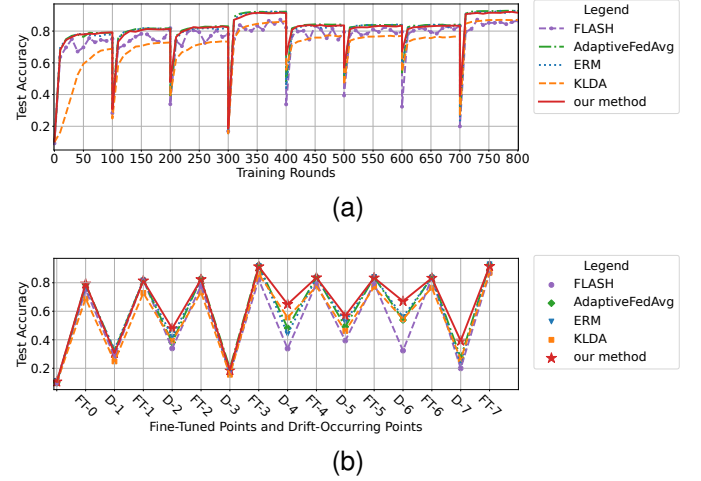 0.8
0.6
0.4
0.2
Test Accuracy
0 50 100 150 200 250 300 350 400 450 500 550 600 650 700 750 800
Training Rounds
Legend
FLASH
AdaptiveFedAvg
ERM
KLDA
our method
(a)
0.8
0.6
0.4
0.2
Test Accuracy
FT-0 D-1 FT-1 D-2 FT-2 D-3 FT-3 D-4 FT-4 D-5 FT-5 D-6 FT-6 D-7 FT-7
Fine-Tuned Points and Drift-Occurring Points
Legend
FLASH
AdaptiveFedAvg
ERM
KLDA
our method
(b)